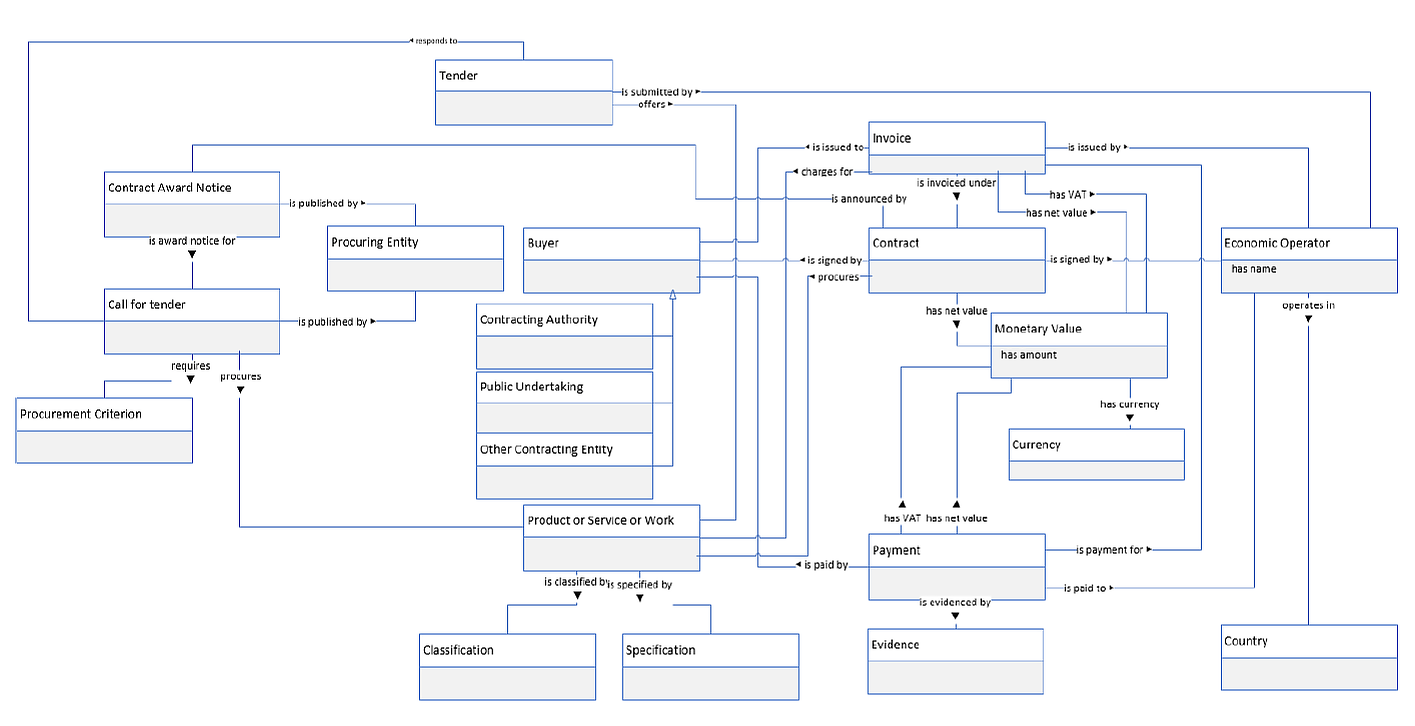 ◄ responds to
Tender
is submitted by ►
offers ►
Invoice
◄ is issued to
is issued by ►
◄ charges for
Contract Award Notice
is invoiced under
has VAT ►
is announced by
is published by ►
has net value ►
is award notice for
Procuring Entity
Buyer
Contract
Economic Operator
◄ is signed by
is signed by ►
has name
◄ procures
Call for tender
operates in
has net value
Contracting Authority
is published by ►
Monetary Value
has amount
requires
procures
Public Undertaking
has currency
Procurement Criterion
Currency
Other Contracting Entity
has VAT
has net value
Product or Service or Work
Payment
is payment for ►
◄ is paid by
is classified by
is specified by
is paid to ►
is evidenced by
Classification
Specification
Evidence
Country